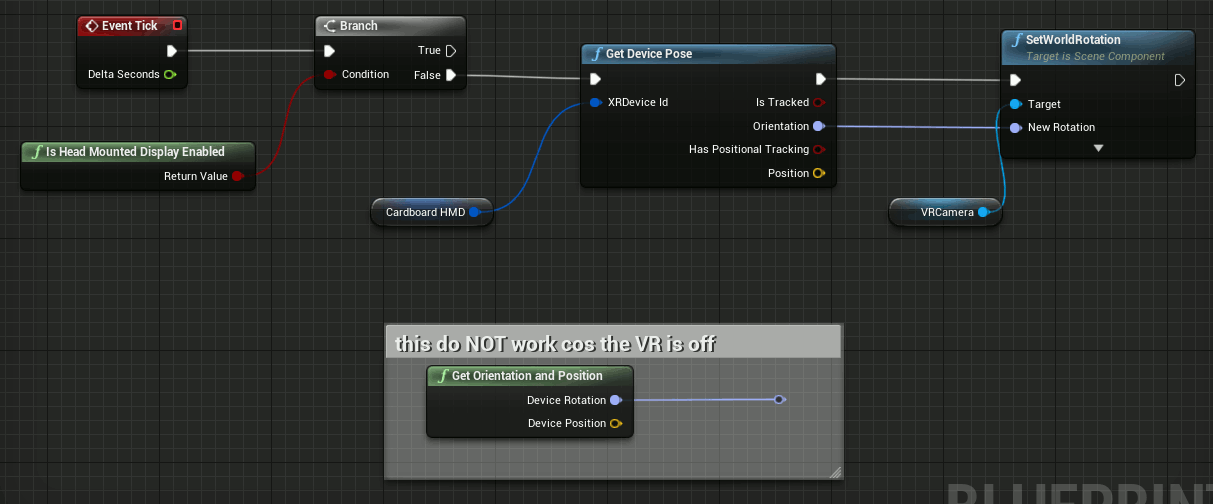 Event Tick
Delta Seconds
Branch
True
Condition
False
Is Head Mounted Display Enabled
Return Value
Get Device Pose
XRDevice Id
Is Tracked
Orientation
Has Positional Tracking
Position
Cardboard HMD
SetWorldRotation
Target is Scene Component
Target
New Rotation
VRCamera
this do NOT work cos the VR is off
Get Orientation and Position
Device Rotation
Device Position
BLUEPRINT